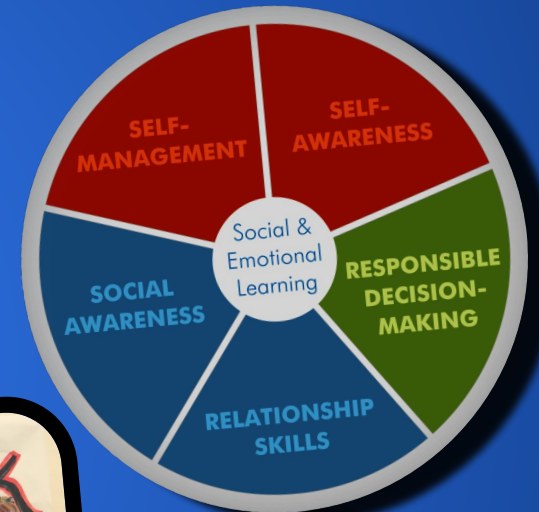 SELF-
MANAGEMENT
SELF-
AWARENESS
Social &
Emotional
Learning
RESPONSIBLE
DECISION-
MAKING
SOCIAL
AWARENESS
RELATIONSHIP
SKILLS